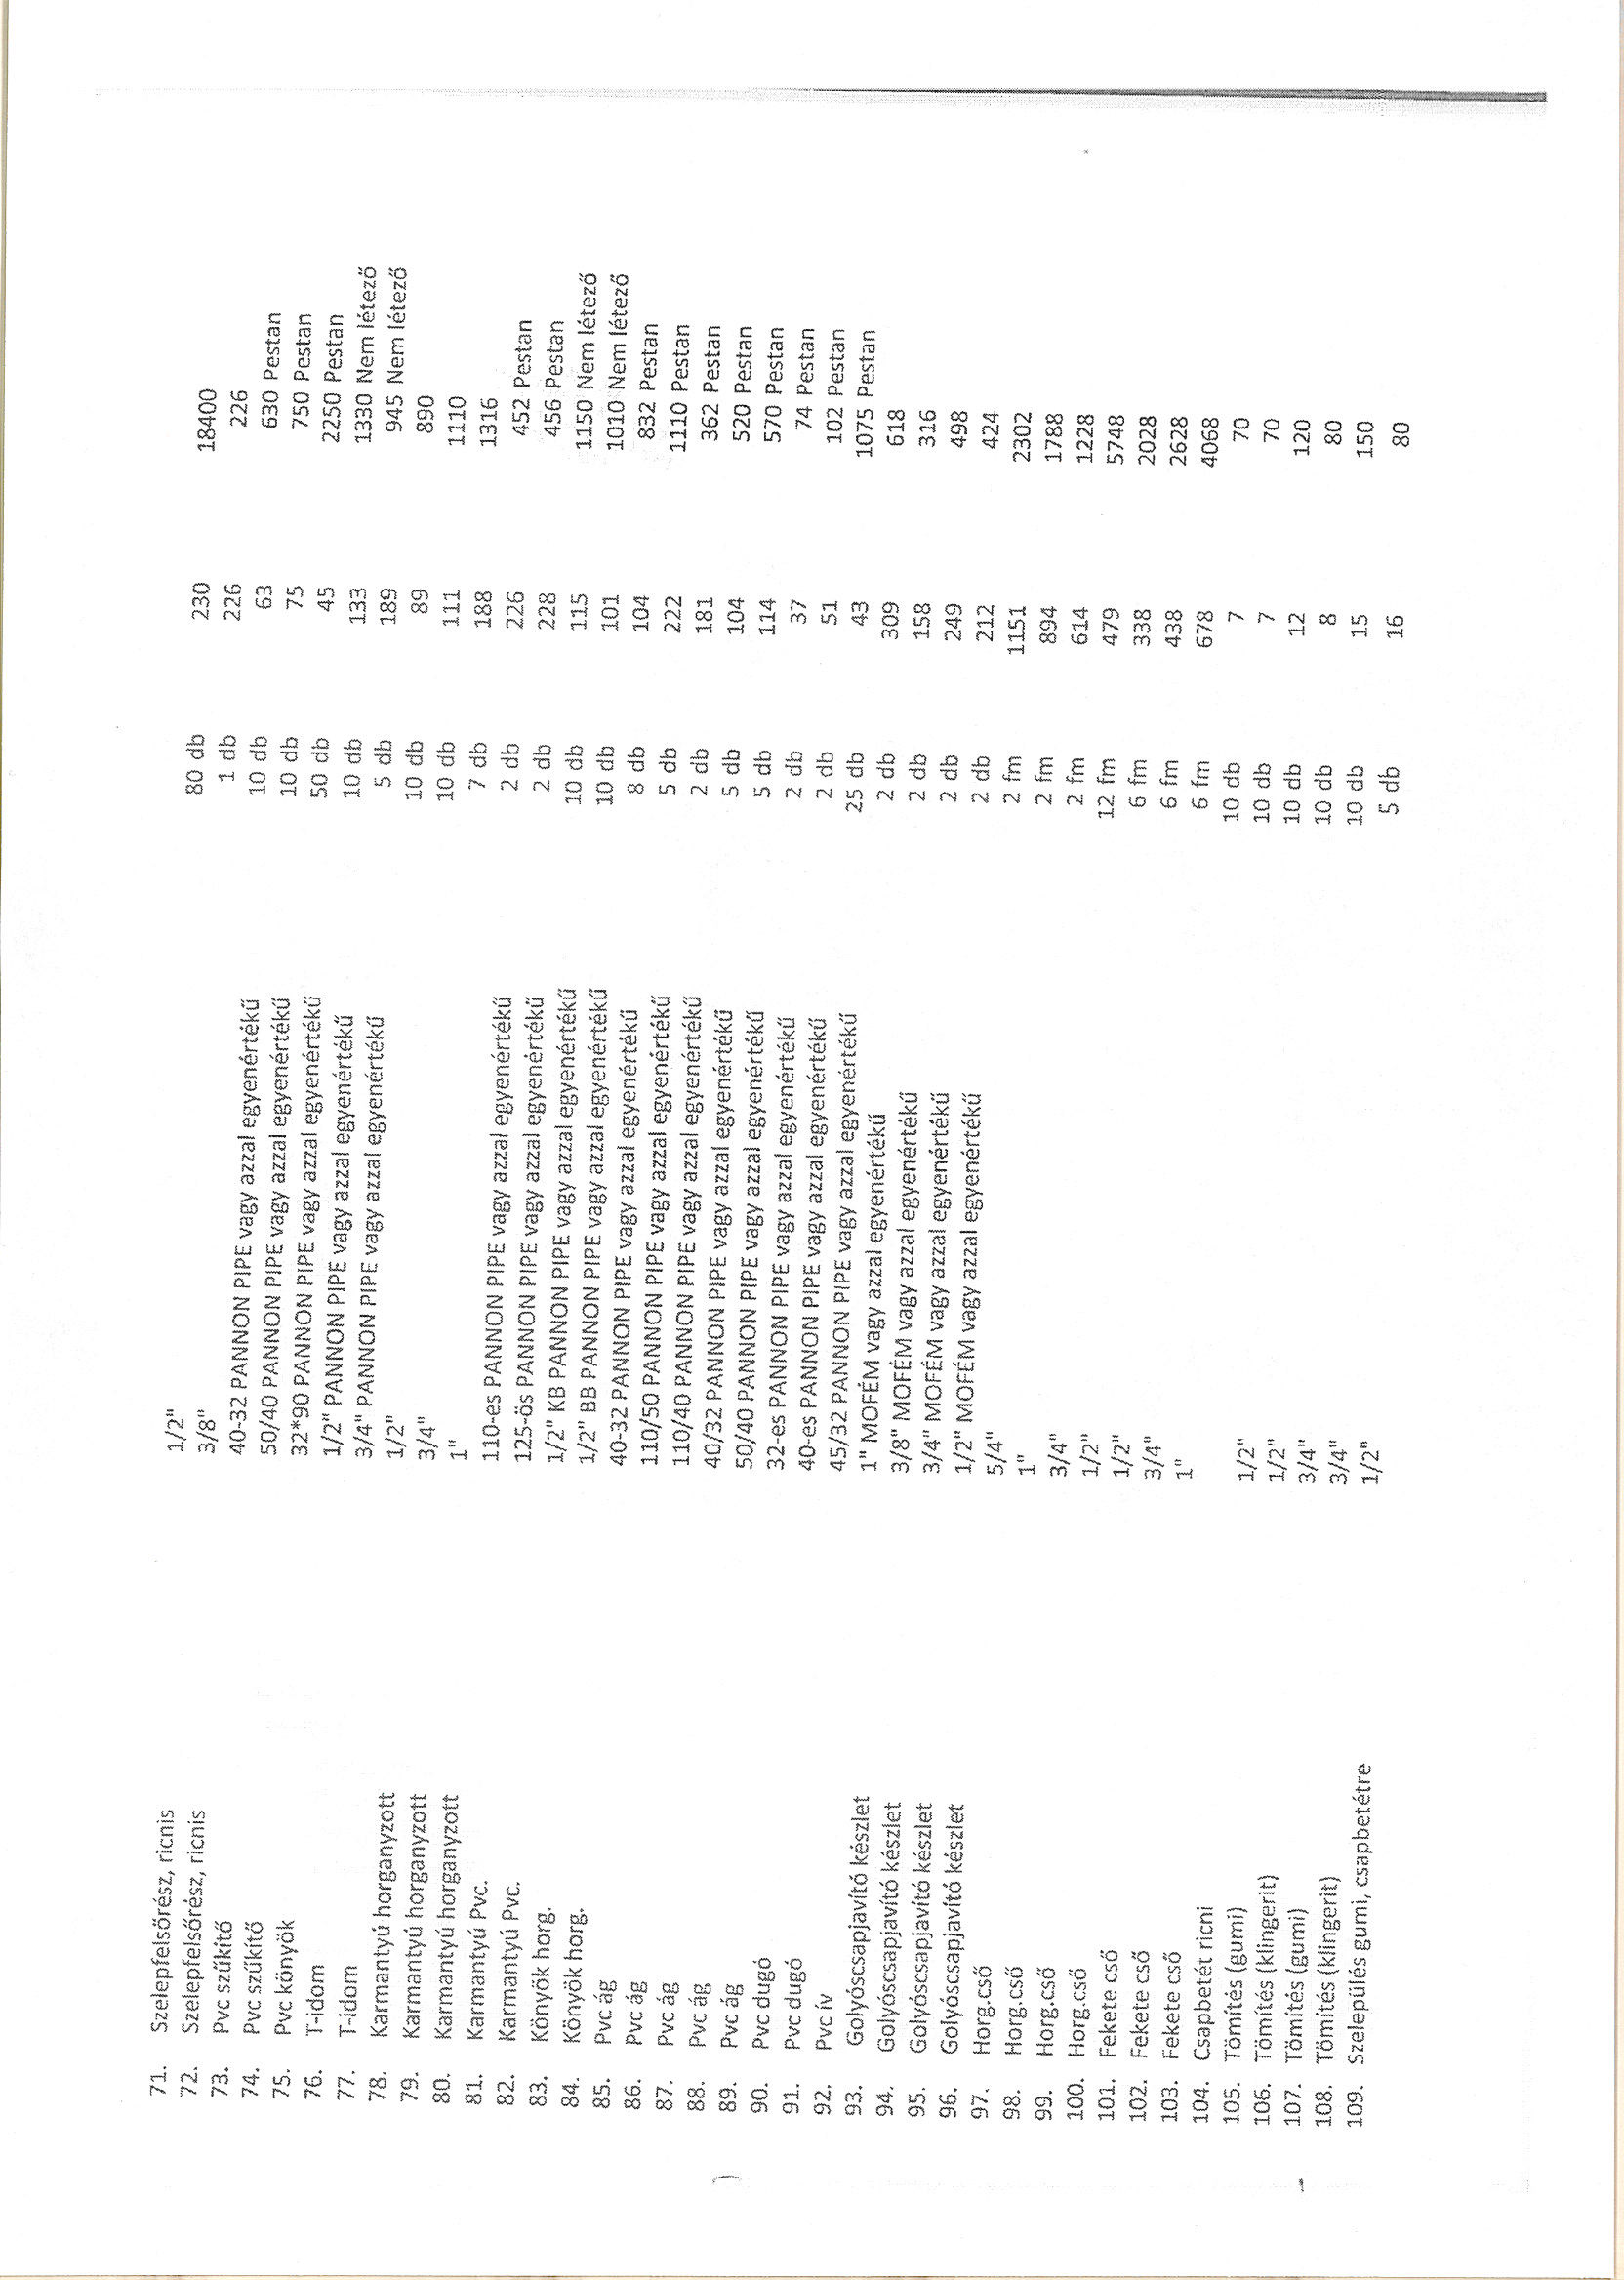 71. Szelepfelsőrész, ricnis 1/2" 80 db 230 18400
72. Szelepfelsőrész, ricnis 3/8" 1 db 226 226
73. Pvc szűkítő 40-32 PANNON PIPE vagy azzal egyenértékű 10 db 63 630 Pestan
74. Pvc szűkítő 50/40 PANNON PIPE vagy azzal egyenértékű 10 db 75 750 Pestan
75. Pvc könyök 32*90 PANNON PIPE vagy azzal egyenértékű 50 db 45 2250 Pestan
76. T-idom 1/2" PANNON PIPE vagy azzal egyenértékű 10 db 133 1330 Nem létező
77. T-idom 3/4" PANNON PIPE vagy azzal egyenértékű 5 db 189 945 Nem létező
78. Karmantyú horganyzott 1/2" 10 db 89 890
79. Karmantyú horganyzott 3/4" 10 db 111 1110
80. Karmantyú horganyzott 1" 7 db 188 1316
81. Karmantyú Pvc. 110-es PANNON PIPE vagy azzal egyenértékű 2 db 226 452 Pestan
82. Karmantyú Pvc. 125-ös PANNON PIPE vagy azzal egyenértékű 2 db 228 456 Pestan
83. Könyök horg. 1/2" KB PANNON PIPE vagy azzal egyenértékű 10 db 115 1150 Nem létező
84. Könyök horg. 1/2" BB PANNON PIPE vagy azzal egyenértékű 10 db 101 1010 Nem létező
85. Pvc ág 40-32 PANNON PIPE vagy azzal egyenértékű 8 db 104 832 Pestan
86. Pvc ág 110/50 PANNON PIPE vagy azzal egyenértékű 5 db 222 1110 Pestan
87. Pvc ág 110/40 PANNON PIPE vagy azzal egyenértékű 2 db 181 362 Pestan
88. Pvc ág 40/32 PANNON PIPE vagy azzal egyenértékű 5 db 104 520 Pestan
89. Pvc ág 50/40 PANNON PIPE vagy azzal egyenértékű 5 db 114 570 Pestan
90. Pvc dugó 32-es PANNON PIPE vagy azzal egyenértékű 2 db 37 74 Pestan
91. Pvc dugó 40-es PANNON PIPE vagy azzal egyenértékű 2 db 51 102 Pestan
92. Pvc ív 45/32 PANNON PIPE vagy azzal egyenértékű 25 db 43 1075 Pestan
93. Golyóscsapjavító készlet 1" MOFÉM vagy azzal egyenértékű 2 db 309 618
94. Golyóscsapjavító készlet 3/8" MOFÉM vagy azzal egyenértékű 2 db 158 316
95. Golyóscsapjavító készlet 3/4" MOFÉM vagy azzal egyenértékű 2 db 249 498
96. Golyóscsapjavító készlet 1/2" MOFÉM vagy azzal egyenértékű 2 db 212 424
97. Horg.cső 5/4" 2 fm 1151 2302
98. Horg.cső 1" 2 fm 894 1788
99. Horg.cső 3/4" 2 fm 614 1228
100. Horg.cső 1/2" 12 fm 479 5748
101. Fekete cső 1/2" 6 fm 338 2028
102. Fekete cső 3/4" 6 fm 438 2628
103. Fekete cső 1" 6 fm 678 4068
104. Csapbetét ricni 10 db 7 70
105. Tömítés (gumi) 1/2" 10 db 7 70
106. Tömítés (klingerit) 1/2" 10 db 12 120
107. Tömítés (gumi) 3/4" 10 db 8 80
108. Tömítés (klingerit) 3/4" 10 db 15 150
109. Szelepülés gumi, csapbetétre 1/2" 5 db 16 80